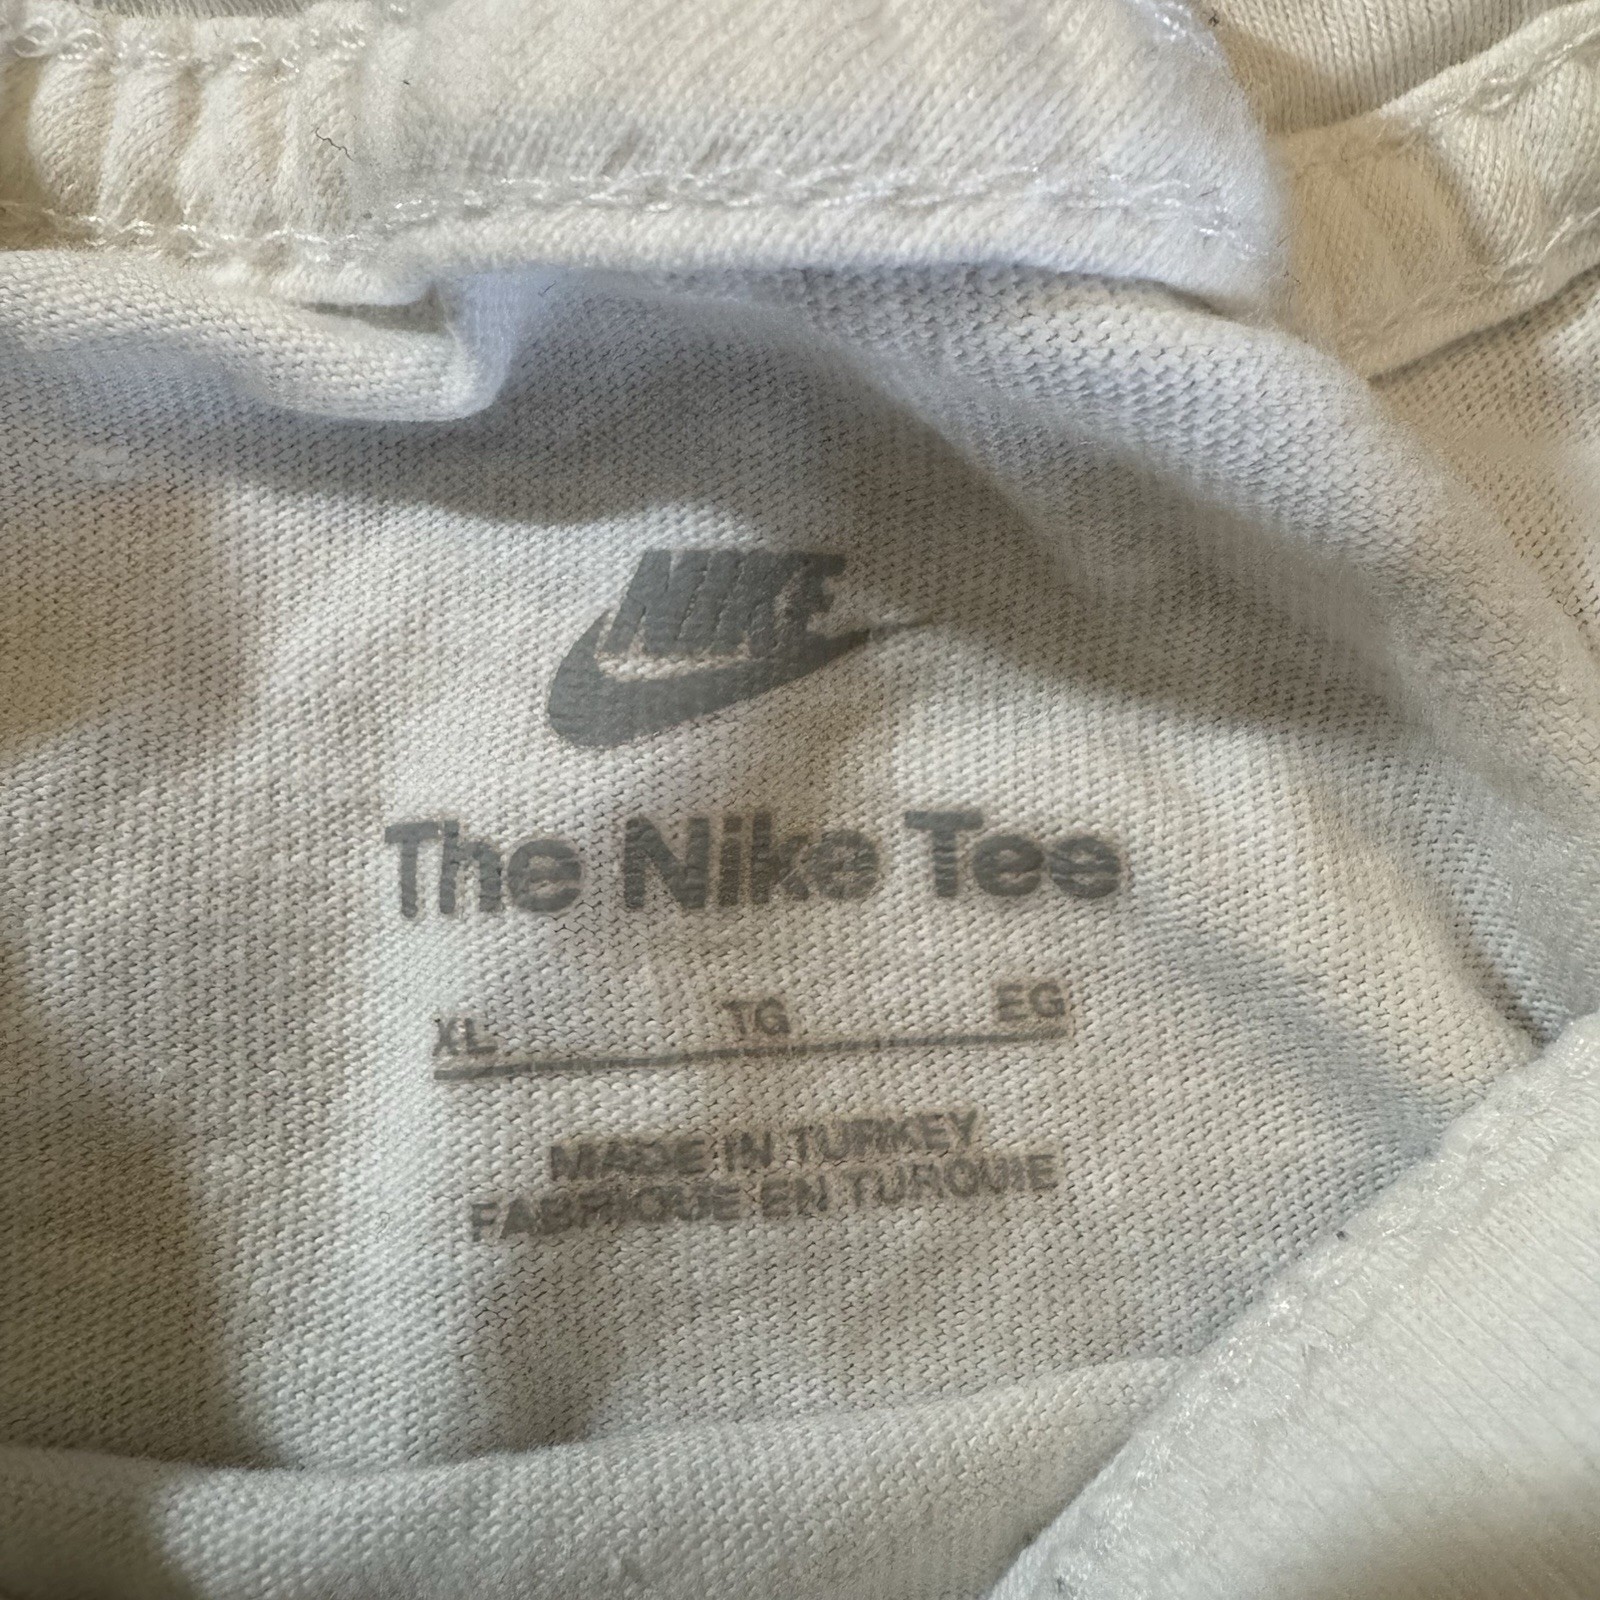 NIKE
The Nike Tee
XL TG EG
MADE IN TURKEY
FABRIQUE EN TURQUIE